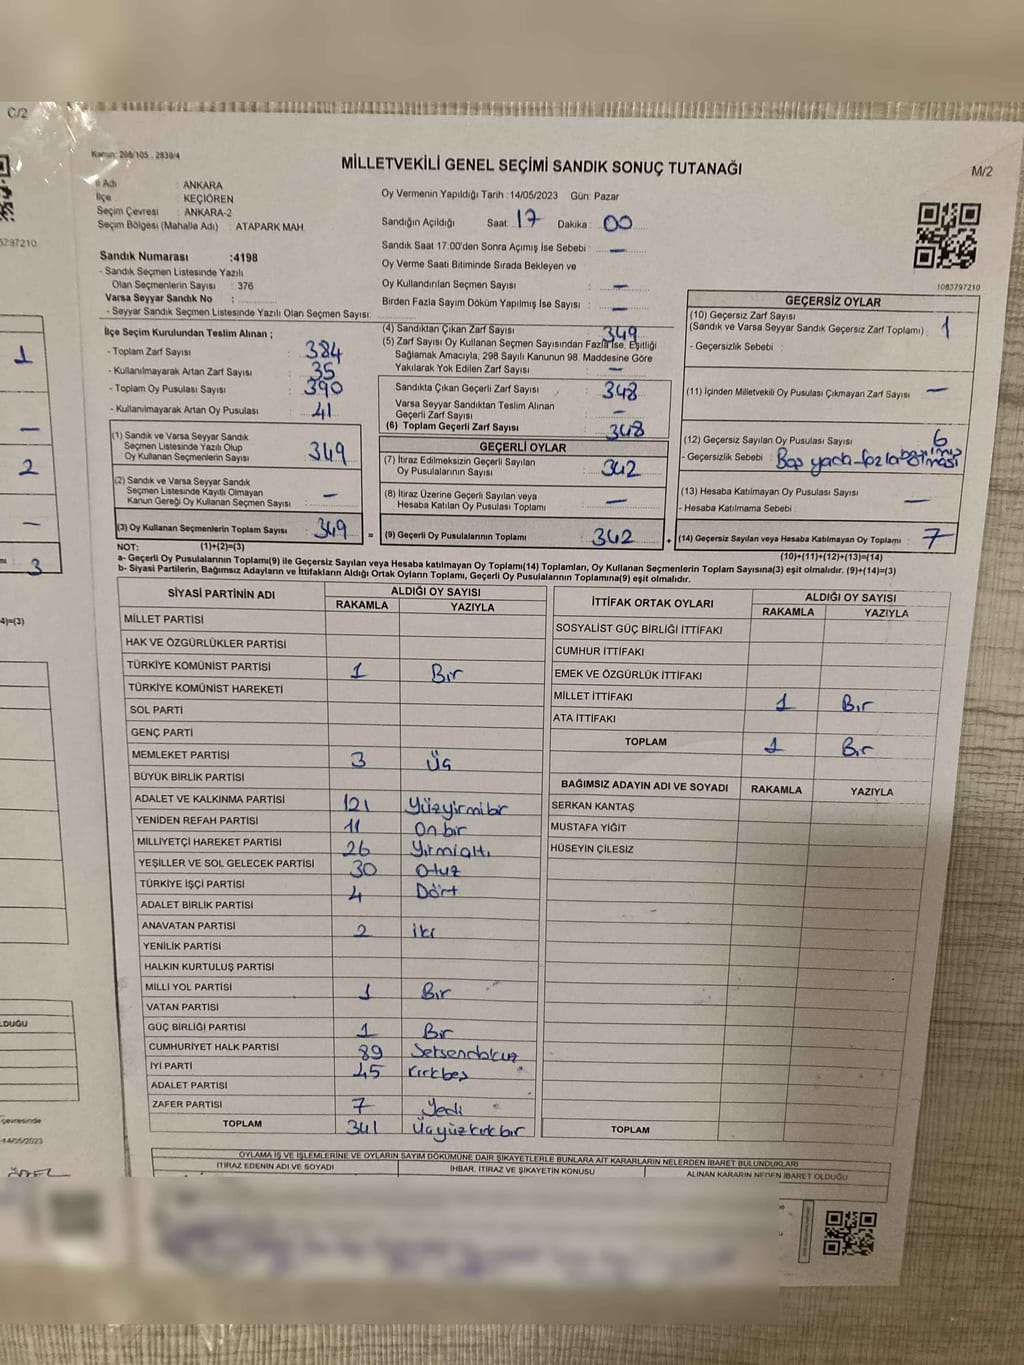 C/2
Kanun: 298/105 . 2839/4
MİLLETVEKİLİ GENEL SEÇİMİ SANDIK SONUÇ TUTANAĞI
M/2
İl Adı : ANKARA
İlçe : KEÇİÖREN
Seçim Çevresi : ANKARA-2
Seçim Bölgesi (Mahalle Adı) : ATAPARK MAH.
Sandık Numarası :4198
- Sandık Seçmen Listesinde Yazılı
Olan Seçmenlerin Sayısı : 376
Varsa Seyyar Sandık No :
- Seyyar Sandık Seçmen Listesinde Yazılı Olan Seçmen Sayısı:
Oy Vermenin Yapıldığı Tarih :14/05/2023 Gün: Pazar
Sandığın Açıldığı Saat: 17 Dakika: 00
Sandık Saat 17:00'den Sonra Açımış İse Sebebi : —
Oy Verme Saati Bitiminde Sırada Bekleyen ve
Oy Kullandırılan Seçmen Sayısı : —
Birden Fazla Sayım Döküm Yapılmış İse Sayısı : —
1083797210
İlçe Seçim Kurulundan Teslim Alınan ;
- Toplam Zarf Sayısı : 384
- Kullanılmayarak Artan Zarf Sayısı : 35
- Toplam Oy Pusulası Sayısı : 390
- Kullanılmayarak Artan Oy Pusulası : 41
(1) Sandık ve Varsa Seyyar Sandık
Seçmen Listesinde Yazılı Olup
Oy Kullanan Seçmenlerin Sayısı : 349
(2) Sandık ve Varsa Seyyar Sandık
Seçmen Listesinde Kayıtlı Olmayan
Kanun Gereği Oy Kullanan Seçmen Sayısı : —
(3) Oy Kullanan Seçmenlerin Toplam Sayısı : 349
(4) Sandıktan Çıkan Zarf Sayısı : 349
(5) Zarf Sayısı Oy Kullanan Seçmen Sayısından Fazla İse, Eşitliği
Sağlamak Amacıyla, 298 Sayılı Kanunun 98. Maddesine Göre
Yakılarak Yok Edilen Zarf Sayısı : —
Sandıkta Çıkan Geçerli Zarf Sayısı : 348
Varsa Seyyar Sandıktan Teslim Alınan
Geçerli Zarf Sayısı : —
(6) Toplam Geçerli Zarf Sayısı : 348
GEÇERLİ OYLAR
(7) İtiraz Edilmeksizin Geçerli Sayılan
Oy Pusulalarının Sayısı : 342
(8) İtiraz Üzerine Geçerli Sayılan veya
Hesaba Katılan Oy Pusulası Toplamı : —
= (9) Geçerli Oy Pusulalarının Toplamı : 342
GEÇERSİZ OYLAR
(10) Geçersiz Zarf Sayısı
(Sandık ve Varsa Seyyar Sandık Geçersiz Zarf Toplamı) : 1
- Geçersizlik Sebebi :
(11) İçinden Milletvekili Oy Pusulası Çıkmayan Zarf Sayısı : —
(12) Geçersiz Sayılan Oy Pusulası Sayısı : 6
- Geçersizlik Sebebi :
(13) Hesaba Katılmayan Oy Pusulası Sayısı : —
- Hesaba Katılmama Sebebi :
+ (14) Geçersiz Sayılan veya Hesaba Katılmayan Oy Toplamı : 7
NOT: (1)+(2)=(3)
(10)+(11)+(12)+(13)=(14)
a- Geçerli Oy Pusulalarının Toplamı(9) ile Geçersiz Sayılan veya Hesaba Katılmayan Oy Toplamı(14) Toplamları, Oy Kullanan Seçmenlerin Toplam Sayısına(3) eşit olmalıdır. (9)+(14)=(3)
b- Siyasi Partilerin, Bağımsız Adayların ve İttifakların Aldığı Ortak Oyların Toplamı, Geçerli Oy Pusulalarının Toplamına(9) eşit olmalıdır.
SİYASİ PARTİNİN ADI ALDIĞI OY SAYISI
RAKAMLA YAZIYLA
MİLLET PARTİSİ
HAK VE ÖZGÜRLÜKLER PARTİSİ
TÜRKİYE KOMÜNİST PARTİSİ 1 Bir
TÜRKİYE KOMÜNİST HAREKETİ
SOL PARTİ
GENÇ PARTİ
MEMLEKET PARTİSİ 3 Üç
BÜYÜK BİRLİK PARTİSİ
ADALET VE KALKINMA PARTİSİ 121 Yüzyirmibir
YENİDEN REFAH PARTİSİ 11 Onbir
MİLLİYETÇİ HAREKET PARTİSİ 26 Yirmialtı
YEŞİLLER VE SOL GELECEK PARTİSİ 30 Otuz
TÜRKİYE İŞÇİ PARTİSİ 4 Dört
ADALET BİRLİK PARTİSİ
ANAVATAN PARTİSİ 2 iki
YENİLİK PARTİSİ
HALKIN KURTULUŞ PARTİSİ
MİLLİ YOL PARTİSİ 1 Bir
VATAN PARTİSİ
GÜÇ BİRLİĞİ PARTİSİ 1 Bir
CUMHURİYET HALK PARTİSİ 89 Seksendokuz
İYİ PARTİ 45 Kırkbeş
ADALET PARTİSİ
ZAFER PARTİSİ 7 Yedi
TOPLAM 341 Üçyüzkırkbir
İTTİFAK ORTAK OYLARI ALDIĞI OY SAYISI
RAKAMLA YAZIYLA
SOSYALİST GÜÇ BİRLİĞİ İTTİFAKI
CUMHUR İTTİFAKI
EMEK VE ÖZGÜRLÜK İTTİFAKI
MİLLET İTTİFAKI 1 Bir
ATA İTTİFAKI
TOPLAM 1 Bir
BAĞIMSIZ ADAYIN ADI VE SOYADI RAKAMLA YAZIYLA
SERKAN KANTAŞ
MUSTAFA YİĞİT
HÜSEYİN ÇİLESİZ
TOPLAM
OYLAMA İŞ VE İŞLEMLERİNE VE OYLARIN SAYIM DÖKÜMÜNE DAİR ŞİKAYETLERLE BUNLARA AİT KARARLARIN NELERDEN İBARET BULUNDUKLARI
İTİRAZ EDENİN ADI VE SOYADI İHBAR, İTİRAZ VE ŞİKAYETİN KONUSU ALINAN KARARIN NEDEN İBARET OLDUĞU
1
—
2
—
3
4)=(3)